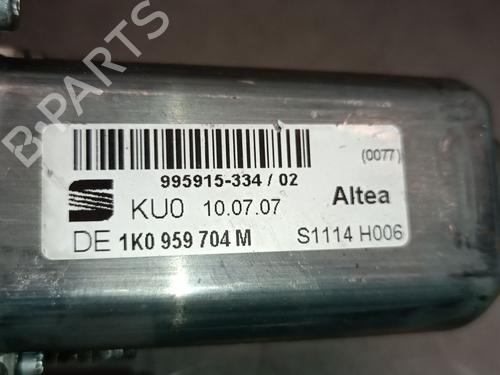 (0077)
995915-334 / 02
KU0 10.07.07 Altea
DE 1K0 959 704 M S1114 H006
B-PARTS